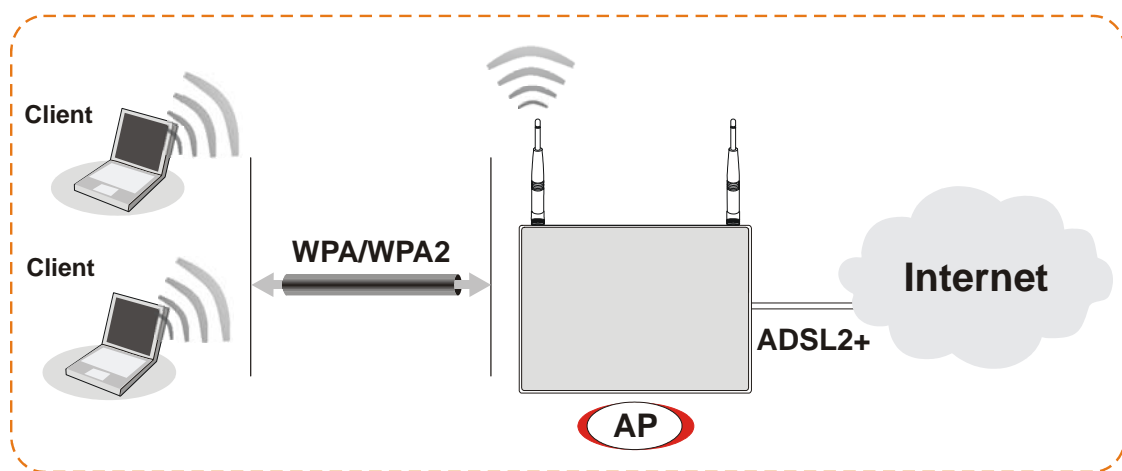 Client
Client
WPA/WPA2
Internet
ADSL2+
AP